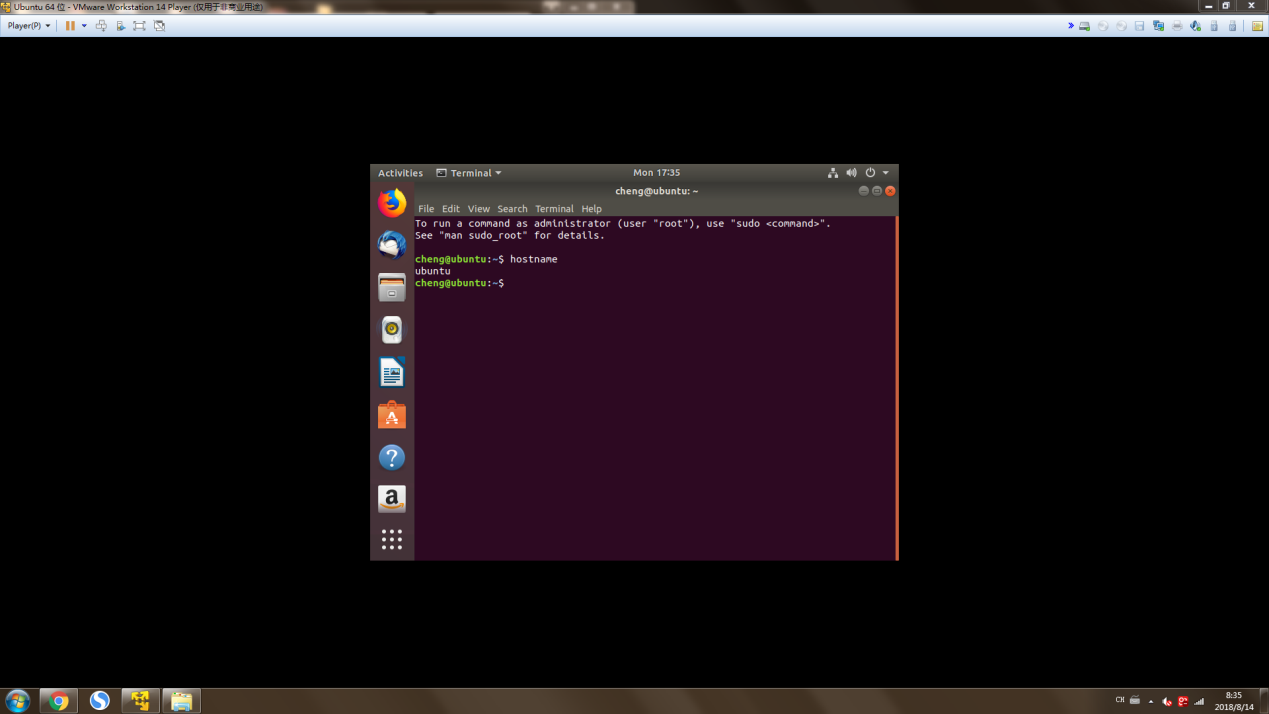 Ubuntu 64 位 - VMware Workstation 14 Player (仅用于非商业用途)
Player(P)
Activities Terminal Mon 17:35
cheng@ubuntu: ~
File Edit View Search Terminal Help
To run a command as administrator (user "root"), use "sudo <command>".
See "man sudo_root" for details.
cheng@ubuntu:~$ hostname
ubuntu
cheng@ubuntu:~$
CH
8:35
2018/8/14